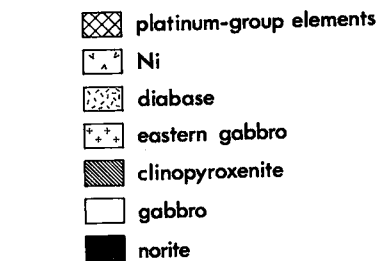 platinum-group elements
Ni
diabase
eastern gabbro
clinopyroxenite
gabbro
norite